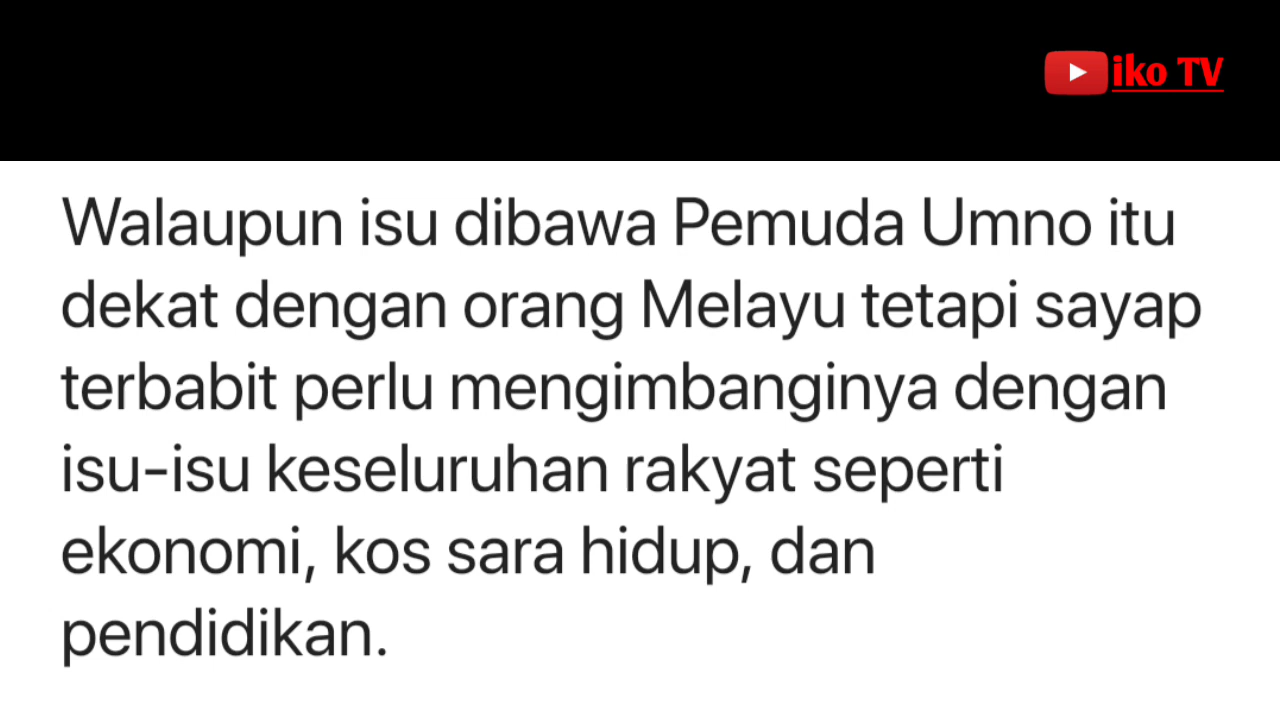 iko TV
Walaupun isu dibawa Pemuda Umno itu
dekat dengan orang Melayu tetapi sayap
terbabit perlu mengimbanginya dengan
isu-isu keseluruhan rakyat seperti
ekonomi, kos sara hidup, dan
pendidikan.